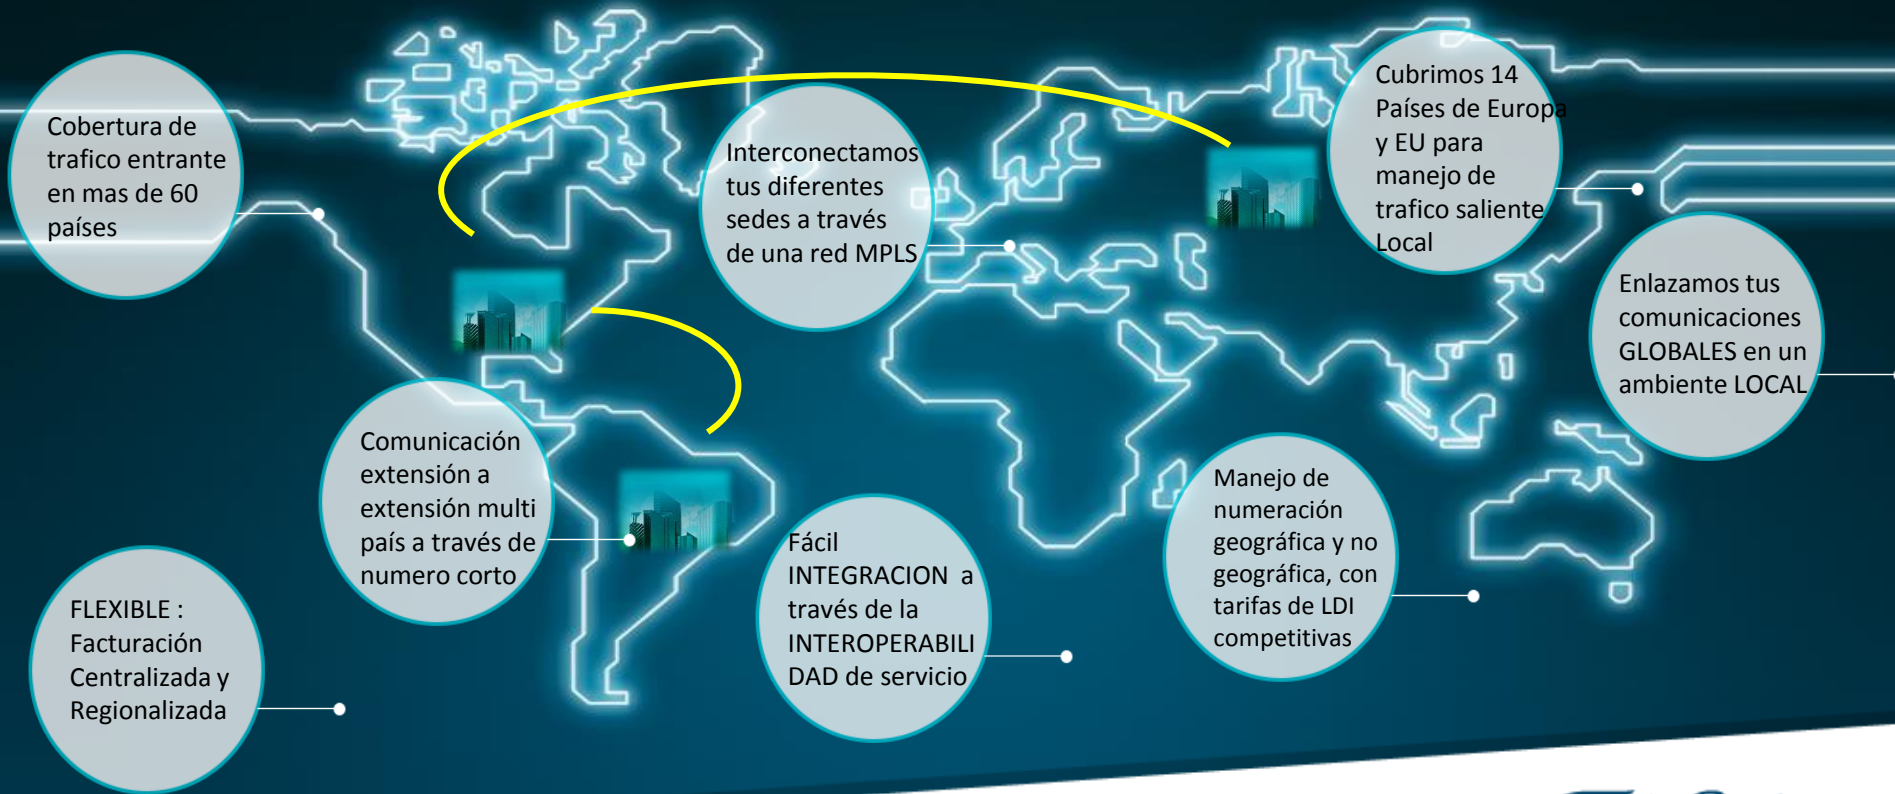 Cobertura de
trafico entrante
en mas de 60
países
Interconectamos
tus diferentes
sedes a través
de una red MPLS
Cubrimos 14
Países de Europa
y EU para
manejo de
trafico saliente
Local
Enlazamos tus
comunicaciones
GLOBALES en un
ambiente LOCAL
Comunicación
extensión a
extensión multi
país a través de
numero corto
Manejo de
numeración
geográfica y no
geográfica, con
tarifas de LDI
competitivas
Fácil
INTEGRACION a
través de la
INTEROPERABILI
DAD de servicio
FLEXIBLE :
Facturación
Centralizada y
Regionalizada